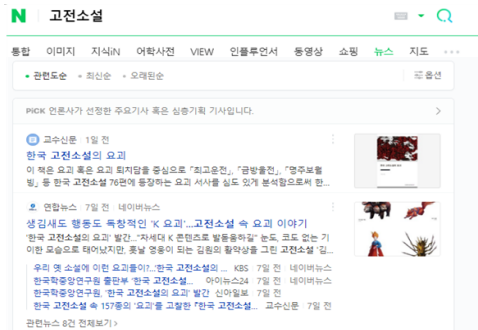 N 고전소설
통합 이미지 지식iN 어학사전 VIEW 인플루언서 동영상 쇼핑 뉴스 지도
관련도순 최신순 오래된순 옵션
PiCK 언론사가 선정한 주요기사 혹은 심층기획 기사입니다.
교수신문 1일 전
한국 고전소설의 요괴
이 책은 요괴 혹은 요괴 퇴치담을 중심으로 「최고운전」, 「금방울전」, 「명주보월
빙」 등 한국 고전소설 76편에 등장하는 요괴 서사를 심도 있게 분석함으로써 한...
연합뉴스 7일 전 네이버뉴스
생김새도 행동도 독창적인 'K 요괴'...고전소설 속 요괴 이야기
'한국 고전소설의 요괴' 발간..."차세대 K 콘텐츠로 발돋움하길" 눈도, 코도 없는 기
이한 모습으로 태어났지만, 훗날 영웅이 되는 김원의 활약상을 그린 고전소설 '김...
우리 옛 소설에 이런 요괴들이?...'한국 고전소설의 ... KBS 7일 전 네이버뉴스
한국학중앙연구원 출판부 '한국 고전소설... 아이뉴스24 7일 전 네이버뉴스
한국학중앙연구원, '한국 고전소설의 요괴' 발간 신아일보 7일 전
한국 고전소설 속 157종의 '요괴'를 고찰한 『한국 고전소... 교수신문 7일 전
관련뉴스 8건 전체보기